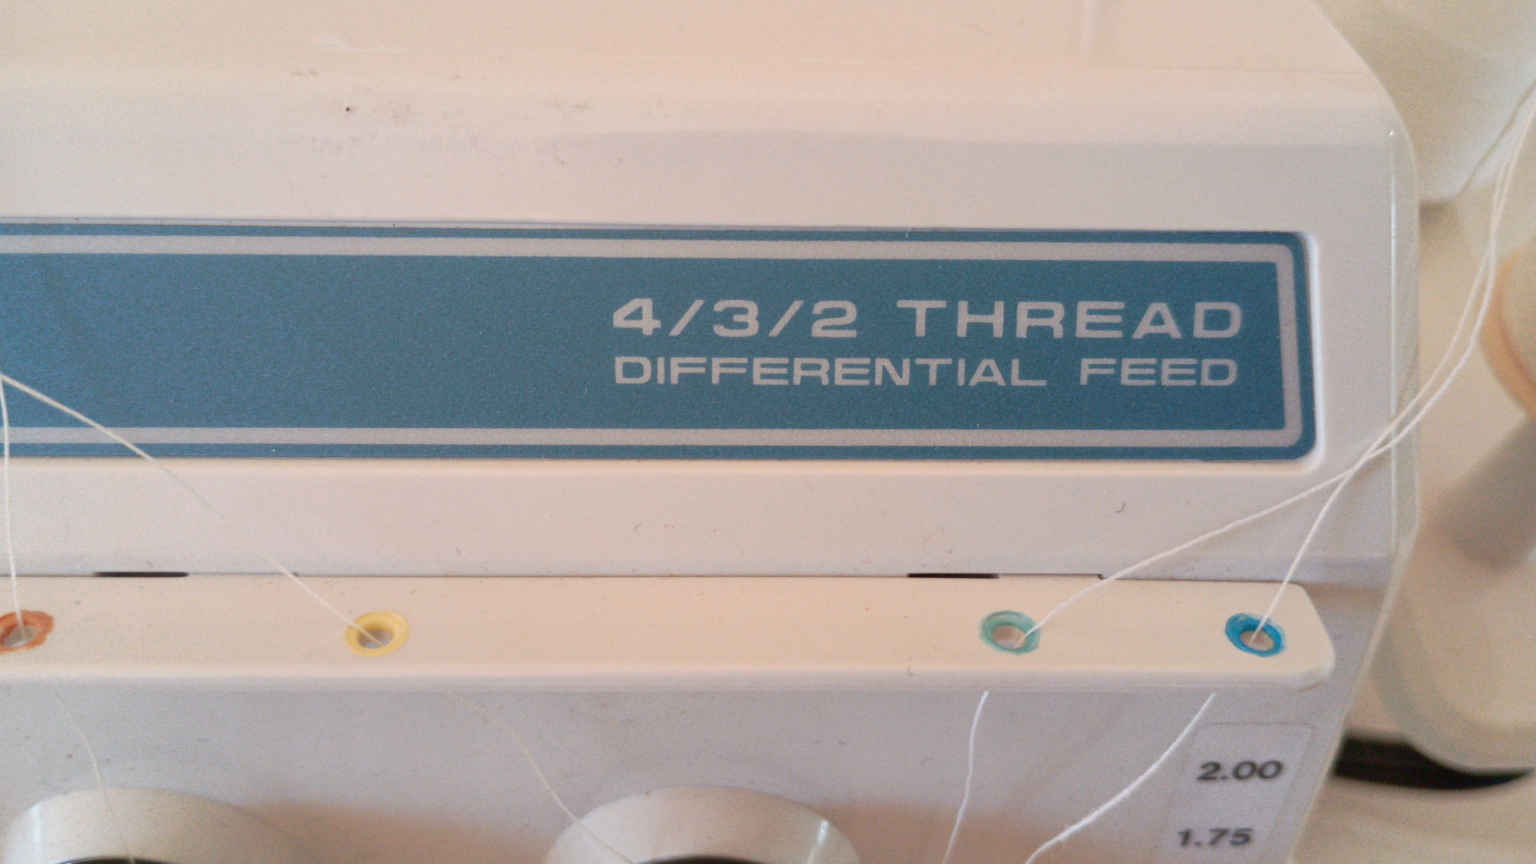 4/3/2 THREAD
DIFFERENTIAL FEED
2.00
1.75